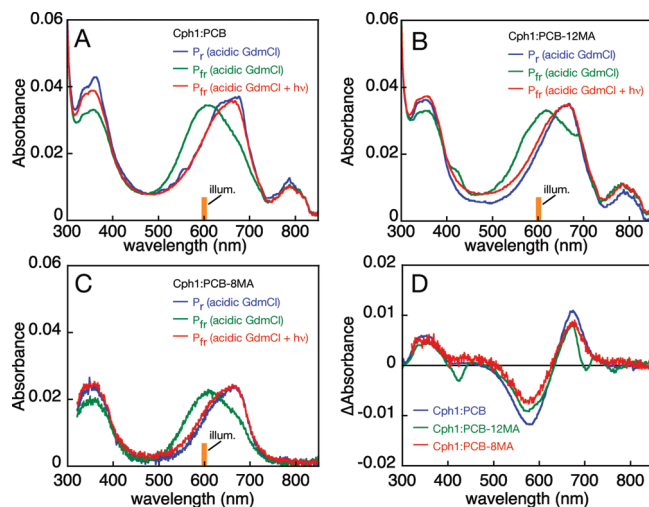 A
Cph1:PCB
Pr (acidic GdmCl)
Pfr (acidic GdmCl)
Pfr (acidic GdmCl + hν)
illum.
0.06
0.04
0.02
0
300 400 500 600 700 800
Absorbance
wavelength (nm)
B
Cph1:PCB-12MA
Pr (acidic GdmCl)
Pfr (acidic GdmCl)
Pfr (acidic GdmCl + hν)
illum.
0.06
0.04
0.02
0
300 400 500 600 700 800
Absorbance
wavelength (nm)
C
Cph1:PCB-8MA
Pr (acidic GdmCl)
Pfr (acidic GdmCl)
Pfr (acidic GdmCl + hν)
illum.
0.06
0.04
0.02
0
300 400 500 600 700 800
Absorbance
wavelength (nm)
D
Cph1:PCB
Cph1:PCB-12MA
Cph1:PCB-8MA
0.02
0.01
0
-0.01
-0.02
300 400 500 600 700 800
ΔAbsorbance
wavelength (nm)